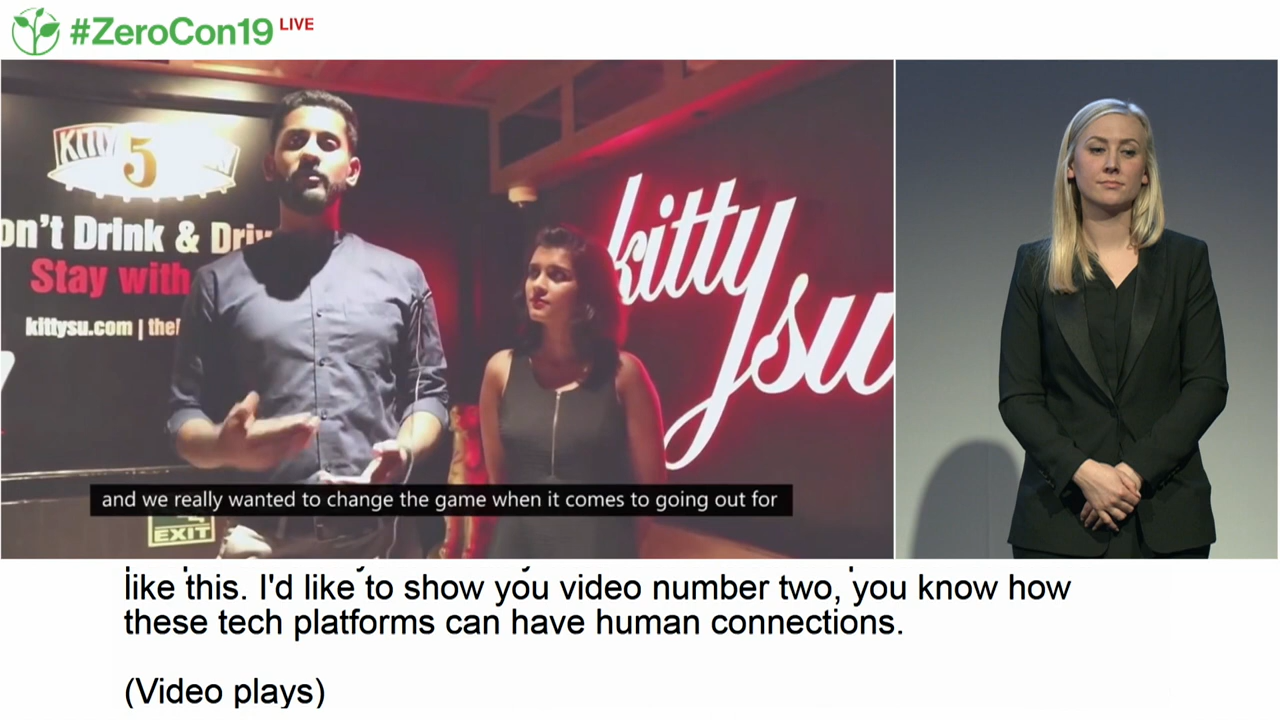 #ZeroCon19 LIVE
KITTY
5
on't Drink & Driv
Stay with
kittysu.com | the
kitty
su
and we really wanted to change the game when it comes to going out for
EXIT
like this. I'd like to show you video number two, you know how
these tech platforms can have human connections.
(Video plays)